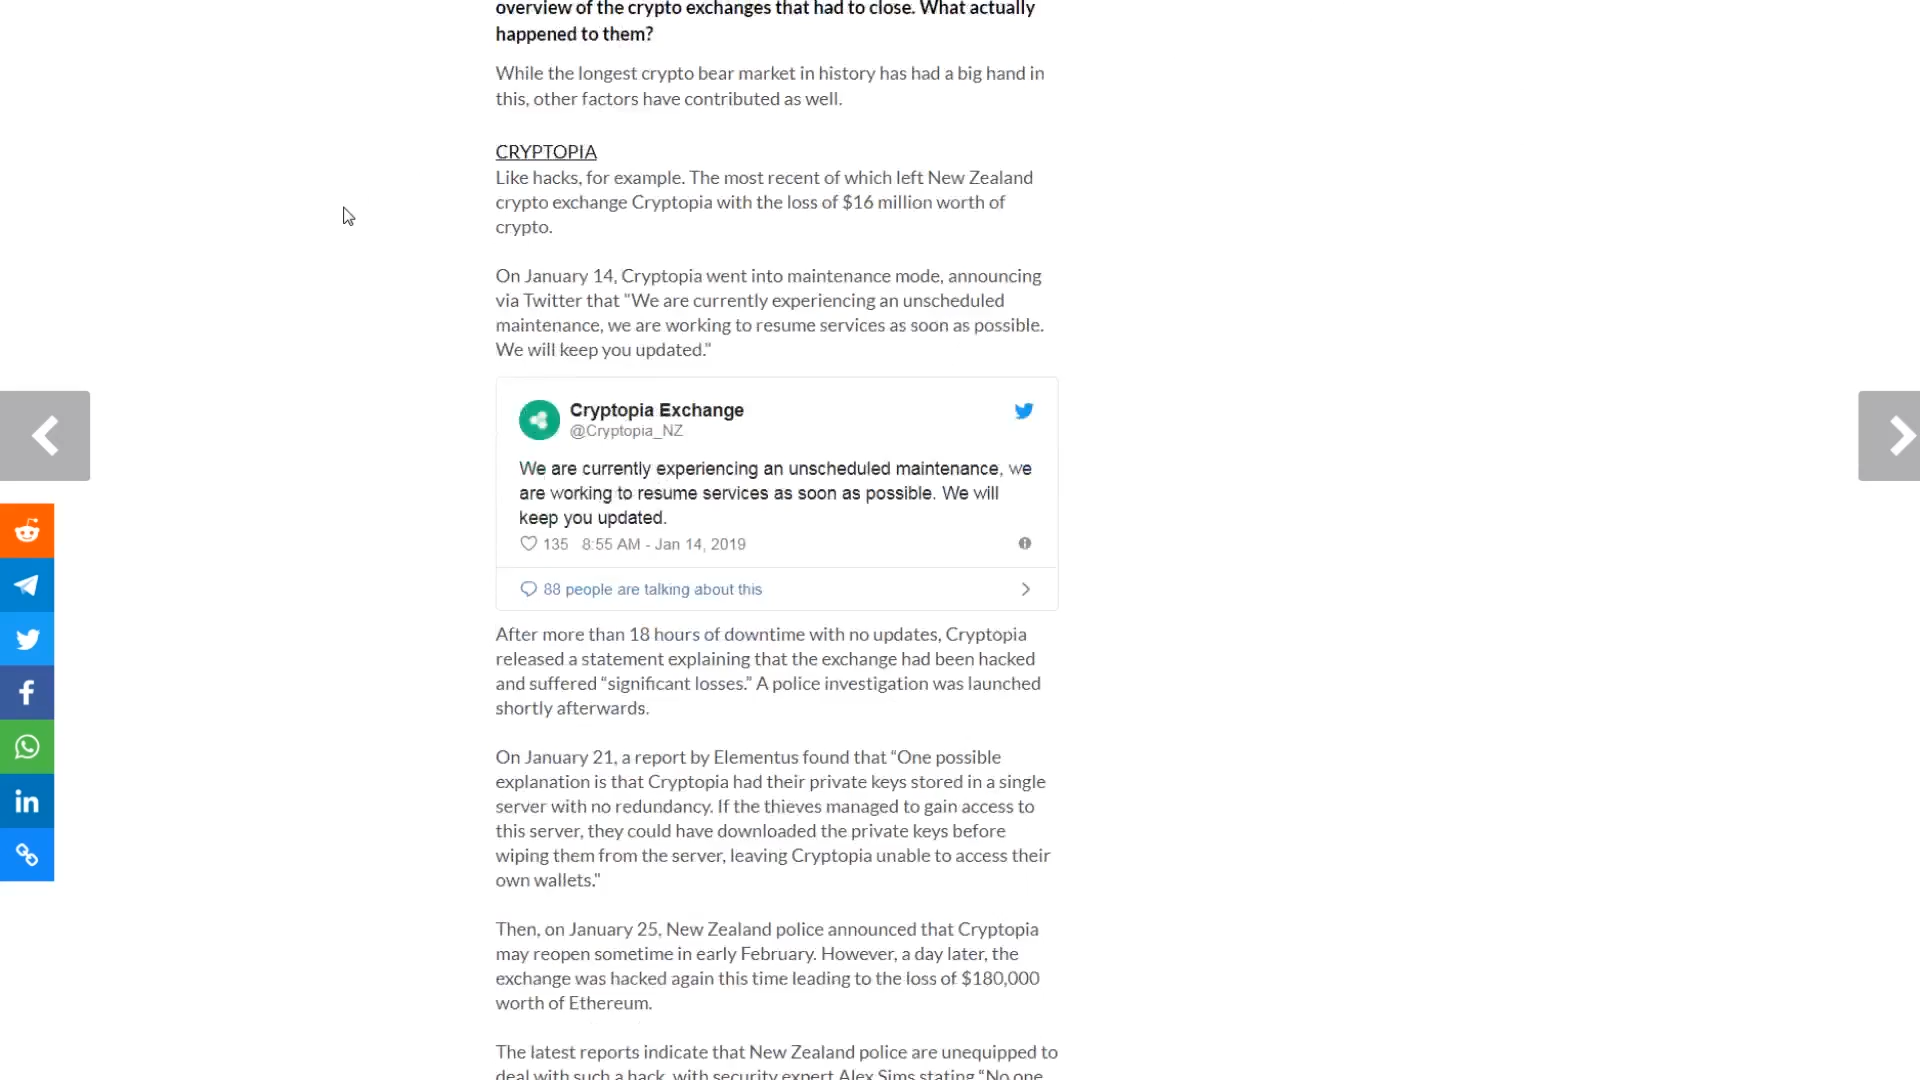 overview of the crypto exchanges that had to close. What actually
happened to them?
While the longest crypto bear market in history has had a big hand in
this, other factors have contributed as well.
CRYPTOPIA
Like hacks, for example. The most recent of which left New Zealand
crypto exchange Cryptopia with the loss of $16 million worth of
crypto.
On January 14, Cryptopia went into maintenance mode, announcing
via Twitter that "We are currently experiencing an unscheduled
maintenance, we are working to resume services as soon as possible.
We will keep you updated."
Cryptopia Exchange
@Cryptopia_NZ
We are currently experiencing an unscheduled maintenance, we
are working to resume services as soon as possible. We will
keep you updated.
135 8:55 AM - Jan 14, 2019
88 people are talking about this
After more than 18 hours of downtime with no updates, Cryptopia
released a statement explaining that the exchange had been hacked
and suffered “significant losses.” A police investigation was launched
shortly afterwards.
On January 21, a report by Elementus found that “One possible
explanation is that Cryptopia had their private keys stored in a single
server with no redundancy. If the thieves managed to gain access to
this server, they could have downloaded the private keys before
wiping them from the server, leaving Cryptopia unable to access their
own wallets."
Then, on January 25, New Zealand police announced that Cryptopia
may reopen sometime in early February. However, a day later, the
exchange was hacked again this time leading to the loss of $180,000
worth of Ethereum.
The latest reports indicate that New Zealand police are unequipped to
deal with such a hack, with security expert Alex Sims stating “No one